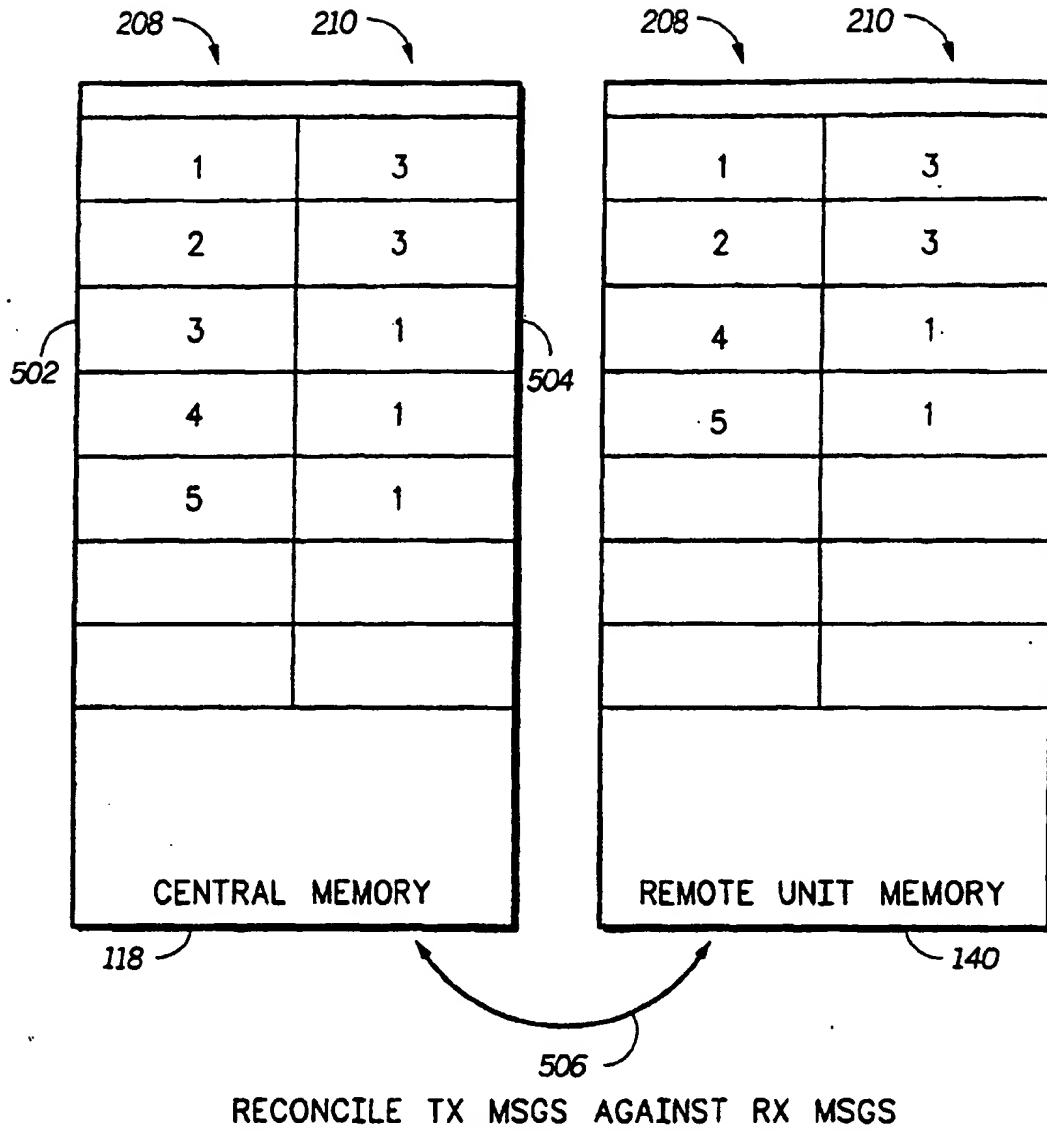 208 210 208 210
1 3 1 3
2 3 2 3
3 1 4 1
502 504
4 1 5 1
5 1
CENTRAL MEMORY REMOTE UNIT MEMORY
118 140
506
RECONCILE TX MSGS AGAINST RX MSGS